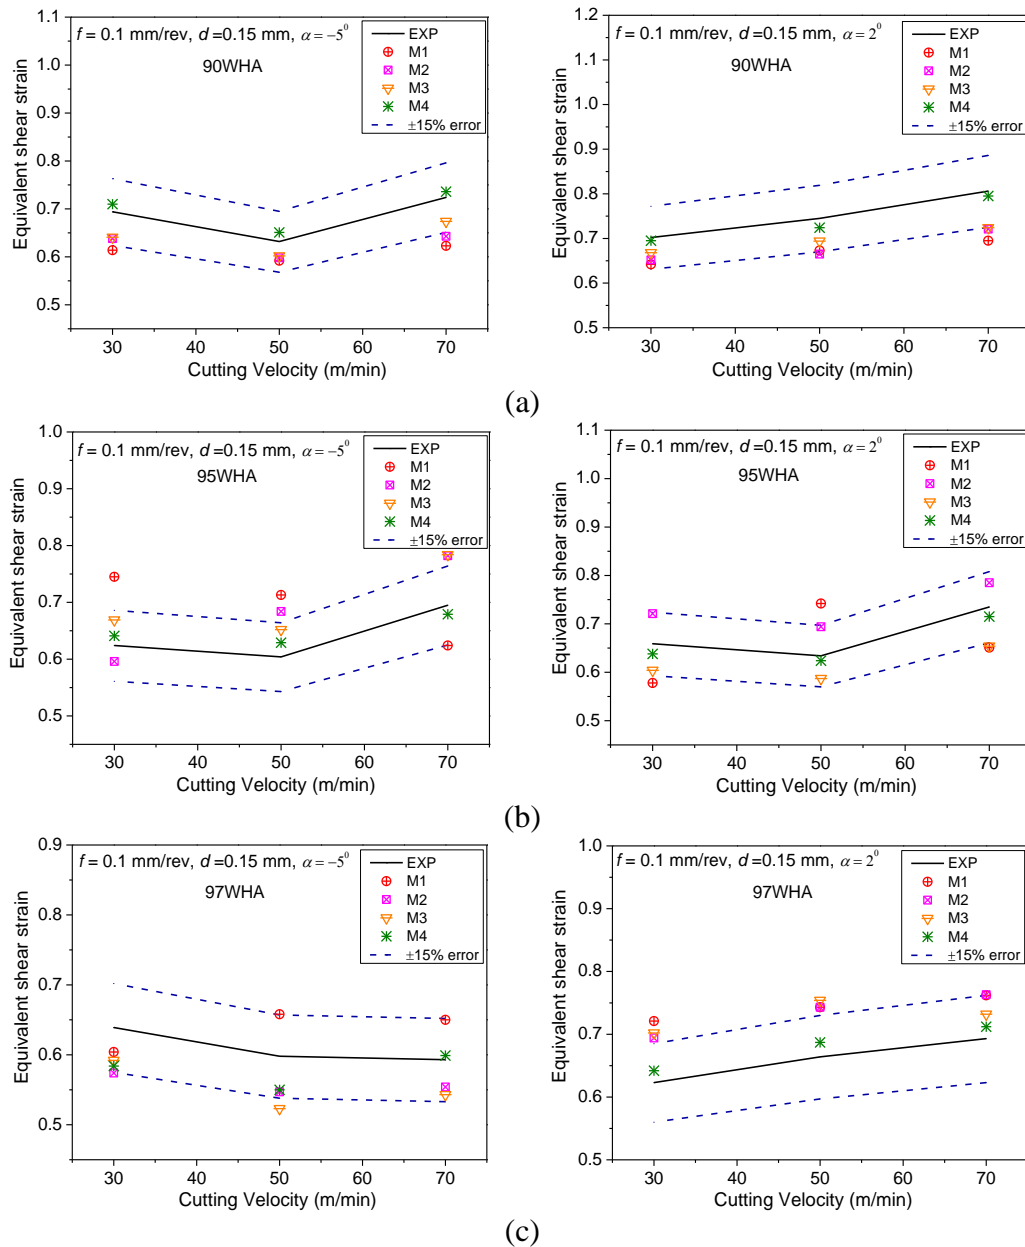 f = 0.1 mm/rev, d=0.15 mm, α = −5⁰
90WHA
EXP
M1
M2
M3
M4
±15% error
1.1
1.0
0.9
0.8
0.7
0.6
0.5
Equivalent shear strain
30 40 50 60 70
Cutting Velocity (m/min)
f = 0.1 mm/rev, d=0.15 mm, α = 2⁰
90WHA
EXP
M1
M2
M3
M4
±15% error
1.2
1.1
1.0
0.9
0.8
0.7
0.6
0.5
Equivalent shear strain
30 40 50 60 70
Cutting Velocity (m/min)
(a)
f = 0.1 mm/rev, d=0.15 mm, α = −5⁰
95WHA
EXP
M1
M2
M3
M4
±15% error
1.0
0.9
0.8
0.7
0.6
0.5
Equivalent shear strain
30 40 50 60 70
Cutting Velocity (m/min)
f = 0.1 mm/rev, d=0.15 mm, α = 2⁰
95WHA
EXP
M1
M2
M3
M4
±15% error
1.1
1.0
0.9
0.8
0.7
0.6
0.5
Equivalent shear strain
30 40 50 60 70
Cutting Velocity (m/min)
(b)
f = 0.1 mm/rev, d=0.15 mm, α = −5⁰
97WHA
EXP
M1
M2
M3
M4
±15% error
0.9
0.8
0.7
0.6
0.5
Equivalent shear strain
30 40 50 60 70
Cutting Velocity (m/min)
f = 0.1 mm/rev, d=0.15 mm, α = 2⁰
97WHA
EXP
M1
M2
M3
M4
±15% error
1.0
0.9
0.8
0.7
0.6
0.5
Equivalent shear strain
30 40 50 60 70
Cutting Velocity (m/min)
(c)